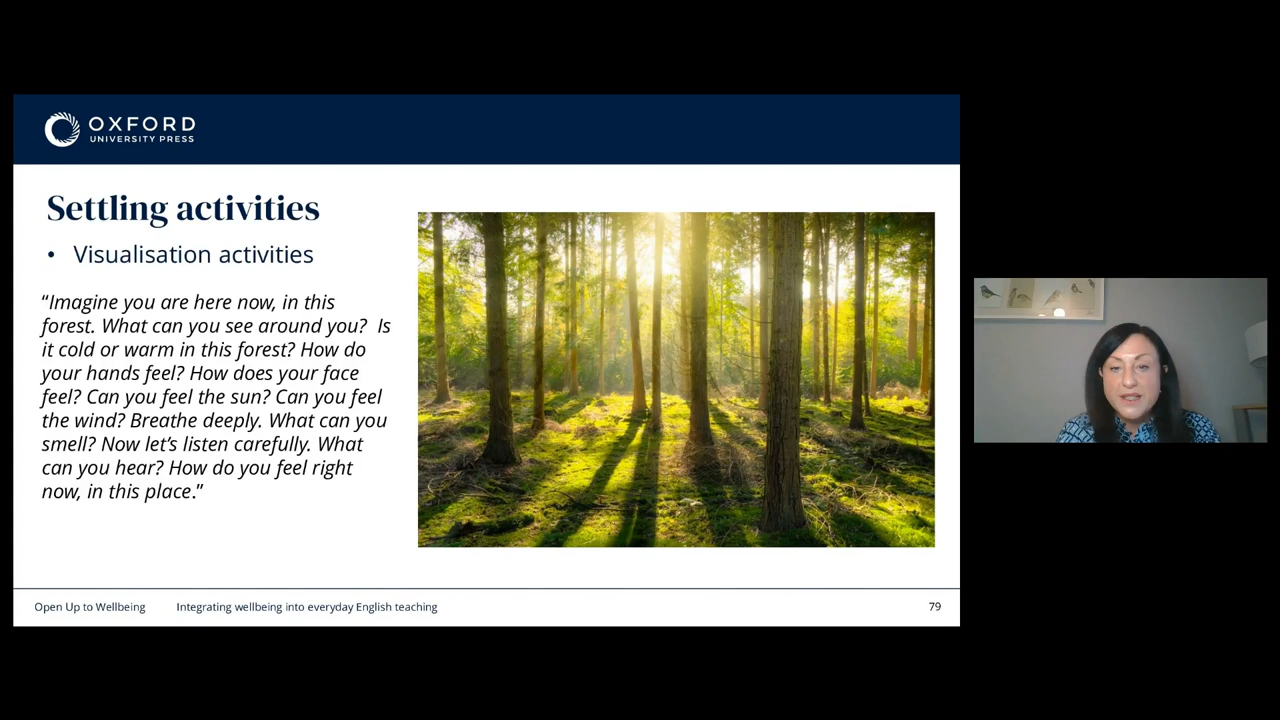 OXFORD
UNIVERSITY PRESS
Settling activities
• Visualisation activities
“Imagine you are here now, in this
forest. What can you see around you?  Is
it cold or warm in this forest? How do
your hands feel? How does your face
feel? Can you feel the sun? Can you feel
the wind? Breathe deeply. What can you
smell? Now let’s listen carefully. What
can you hear? How do you feel right
now, in this place.”
Open Up to Wellbeing Integrating wellbeing into everyday English teaching 79